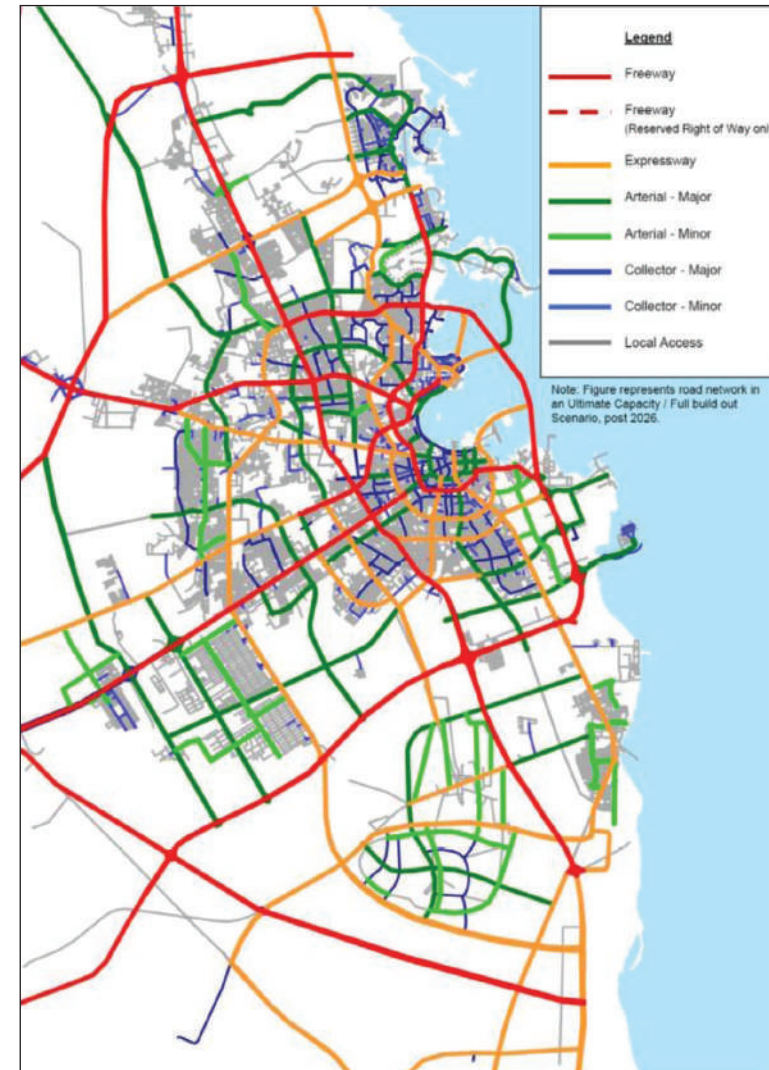 Legend
Freeway
Freeway
(Reserved Right of Way onl
Expressway
Arterial - Major
Arterial - Minor
Collector - Major
Collector - Minor
Local Access
Note: Figure represents road network in
an Ultimate Capacity / Full build out
Scenario, post 2026.